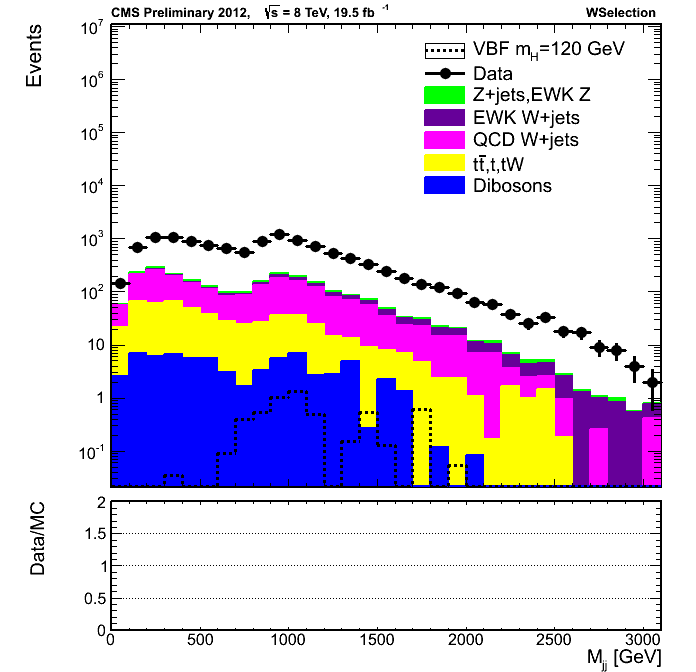 CMS Preliminary 2012, √s = 8 TeV, 19.5 fb⁻¹ WSelection
Events
VBF m_H=120 GeV
Data
Z+jets,EWK Z
EWK W+jets
QCD W+jets
tt̄,t,tW
Dibosons
10⁷
10⁶
10⁵
10⁴
10³
10²
10
1
10⁻¹
Data/MC
2
1.5
1
0.5
0
0 500 1000 1500 2000 2500 3000
M_jj [GeV]